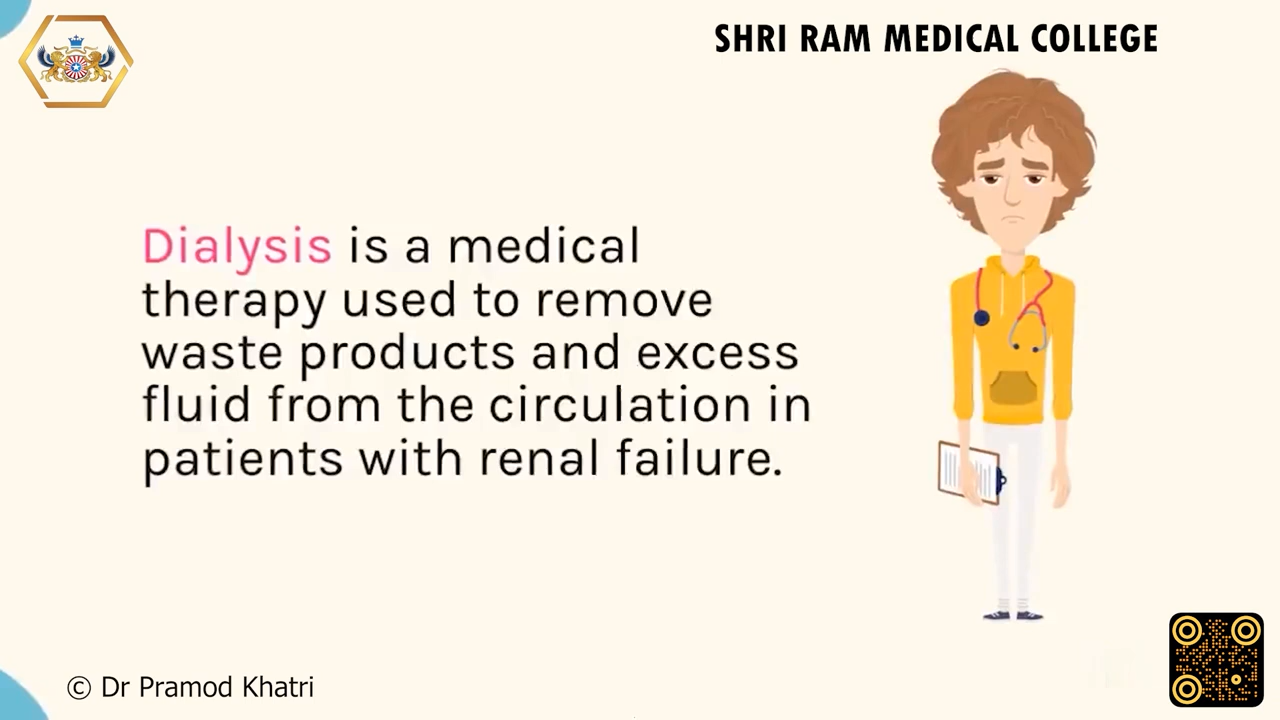 SHRI RAM MEDICAL COLLEGE
Dialysis is a medical
therapy used to remove
waste products and excess
fluid from the circulation in
patients with renal failure.
© Dr Pramod Khatri